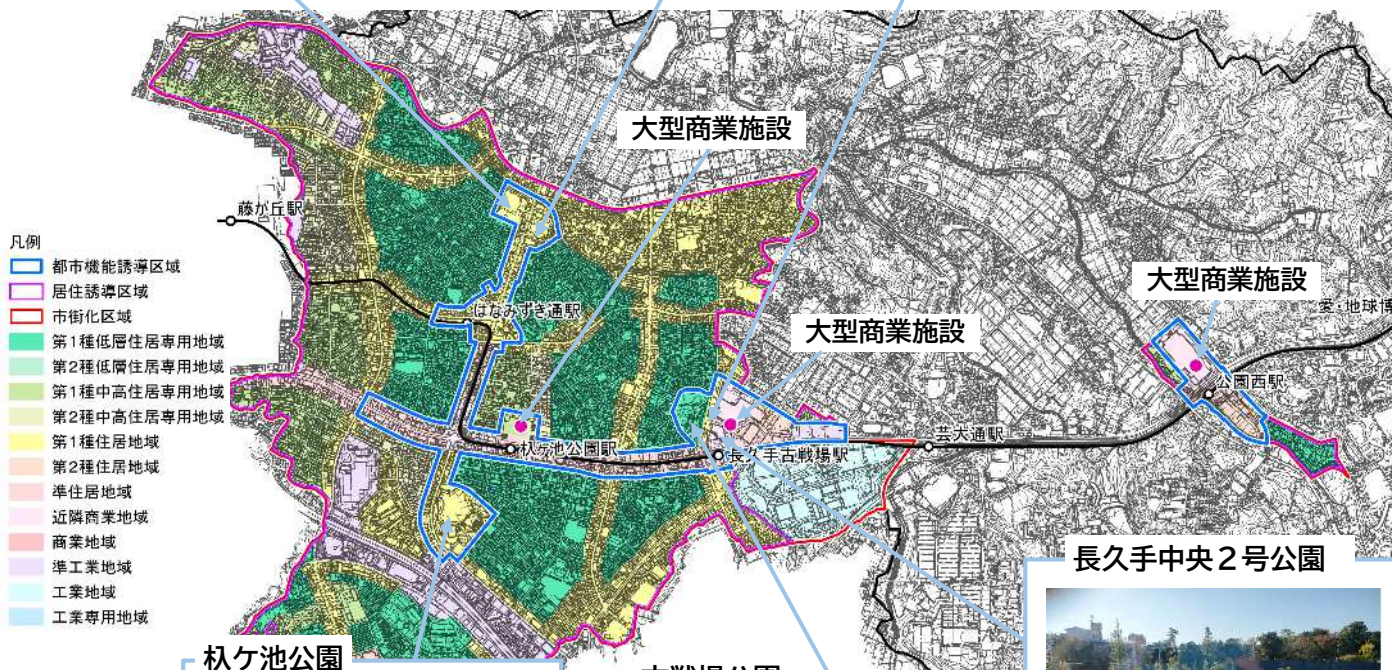 大型商業施設
藤が丘駅
凡例
都市機能誘導区域
居住誘導区域
市街化区域
第1種低層住居専用地域
第2種低層住居専用地域
第1種中高住居専用地域
第2種中高住居専用地域
第1種住居地域
第2種住居地域
準住居地域
近隣商業地域
商業地域
準工業地域
工業地域
工業専用地域
はなみずき通駅
大型商業施設
大型商業施設
愛・地球博
公園西駅
芸大通駅
杁ケ池公園駅
長久手古戦場駅
長久手中央2号公園
杁ケ池公園